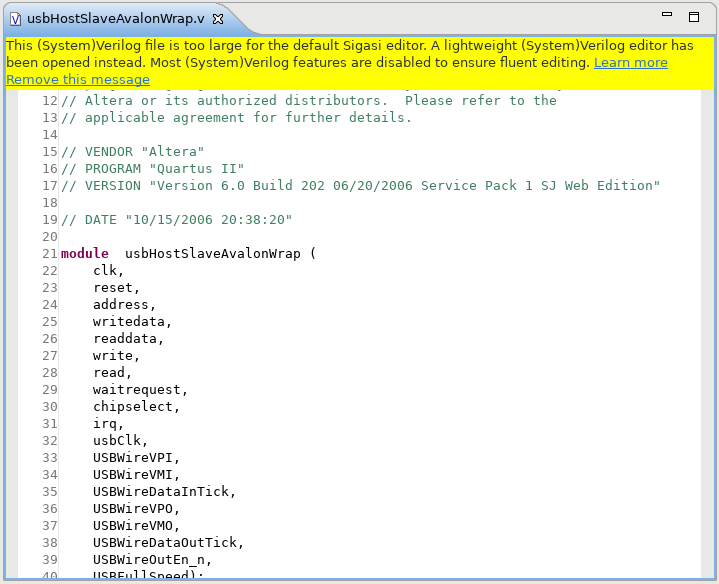 usbHostSlaveAvalonWrap.v
This (System)Verilog file is too large for the default Sigasi editor. A lightweight (System)Verilog editor has
been opened instead. Most (System)Verilog features are disabled to ensure fluent editing. Learn more
Remove this message
12 // Altera or its authorized distributors.  Please refer to the
13 // applicable agreement for further details.
14
15 // VENDOR "Altera"
16 // PROGRAM "Quartus II"
17 // VERSION "Version 6.0 Build 202 06/20/2006 Service Pack 1 SJ Web Edition"
18
19 // DATE "10/15/2006 20:38:20"
20
21 module  usbHostSlaveAvalonWrap (
22     clk,
23     reset,
24     address,
25     writedata,
26     readdata,
27     write,
28     read,
29     waitrequest,
30     chipselect,
31     irq,
32     usbClk,
33     USBWireVPI,
34     USBWireVMI,
35     USBWireDataInTick,
36     USBWireVPO,
37     USBWireVMO,
38     USBWireDataOutTick,
39     USBWireOutEn_n,
40     USBFullSpeed);